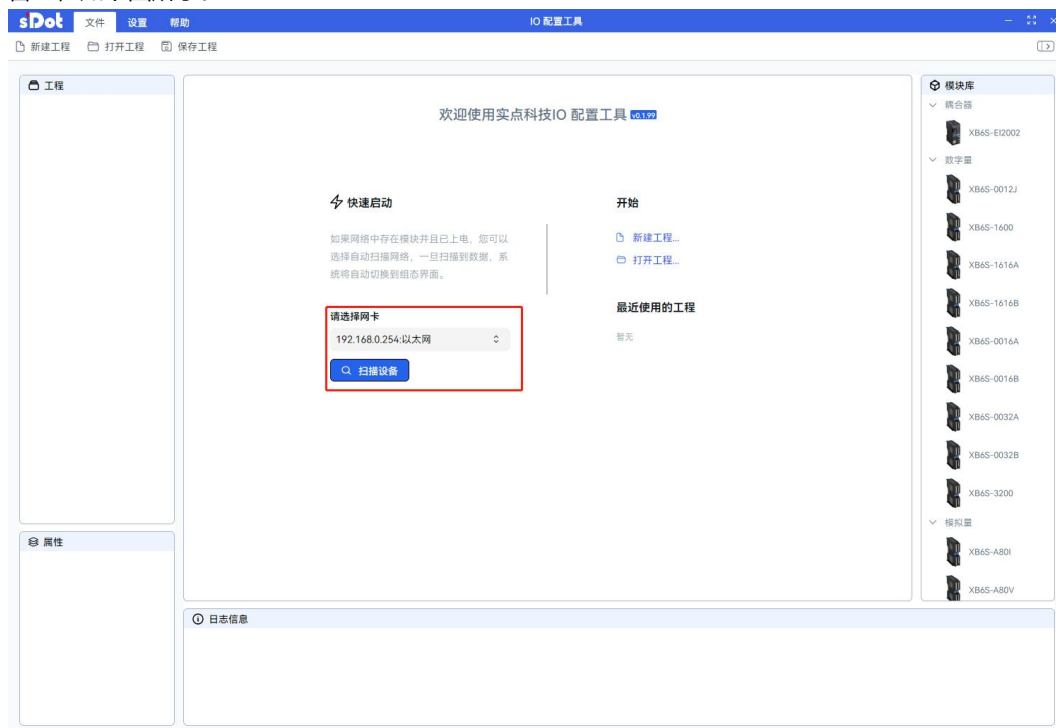 sDot 文件 设置 帮助 IO 配置工具
新建工程 打开工程 保存工程
工程
欢迎使用实点科技IO 配置工具 v0.1.99
快速启动
如果网络中存在模块并且已上电，您可以
选择自动扫描网络，一旦扫描到数据，系
统将自动切换到组态界面。
请选择网卡
192.168.0.254:以太网
扫描设备
开始
新建工程...
打开工程...
最近使用的工程
暂无
模块库
耦合器
XB6S-EI2002
数字量
XB6S-0012J
XB6S-1600
XB6S-1616A
XB6S-1616B
XB6S-0016A
XB6S-0016B
XB6S-0032A
XB6S-0032B
XB6S-3200
模拟量
XB6S-A80I
XB6S-A80V
属性
日志信息